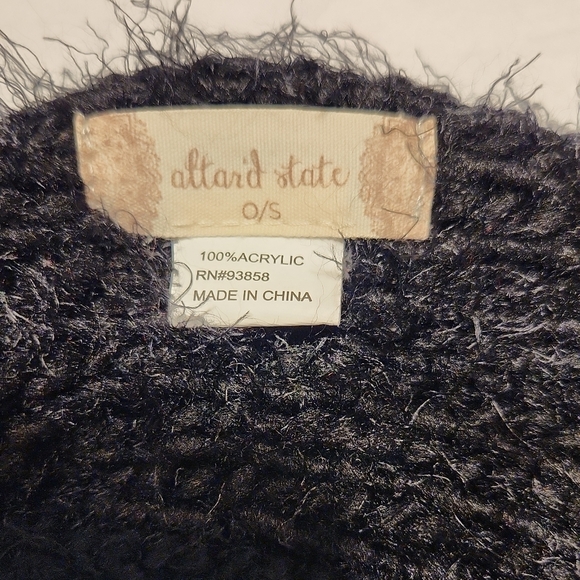 altar'd state
O/S
100%ACRYLIC
RN#93858
MADE IN CHINA